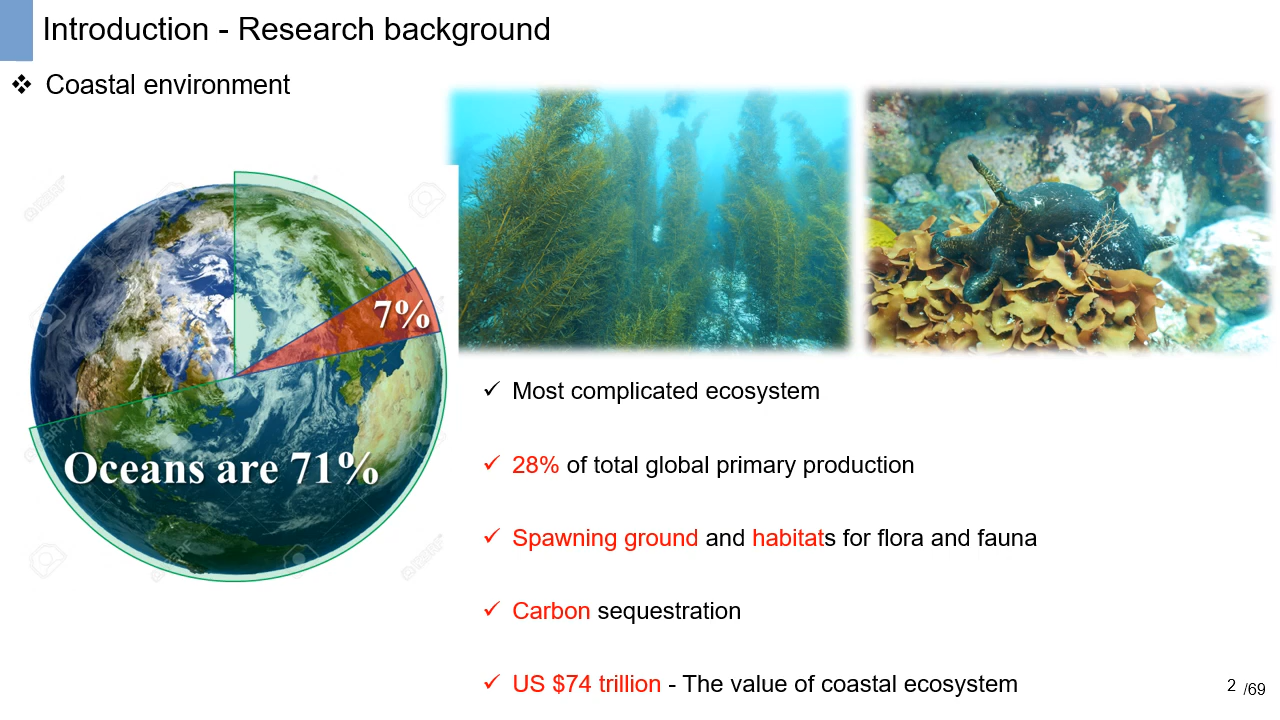 Introduction - Research background
❖ Coastal environment
7%
Oceans are 71%
✓ Most complicated ecosystem
✓ 28% of total global primary production
✓ Spawning ground and habitats for flora and fauna
✓ Carbon sequestration
✓ US $74 trillion - The value of coastal ecosystem
2 /69